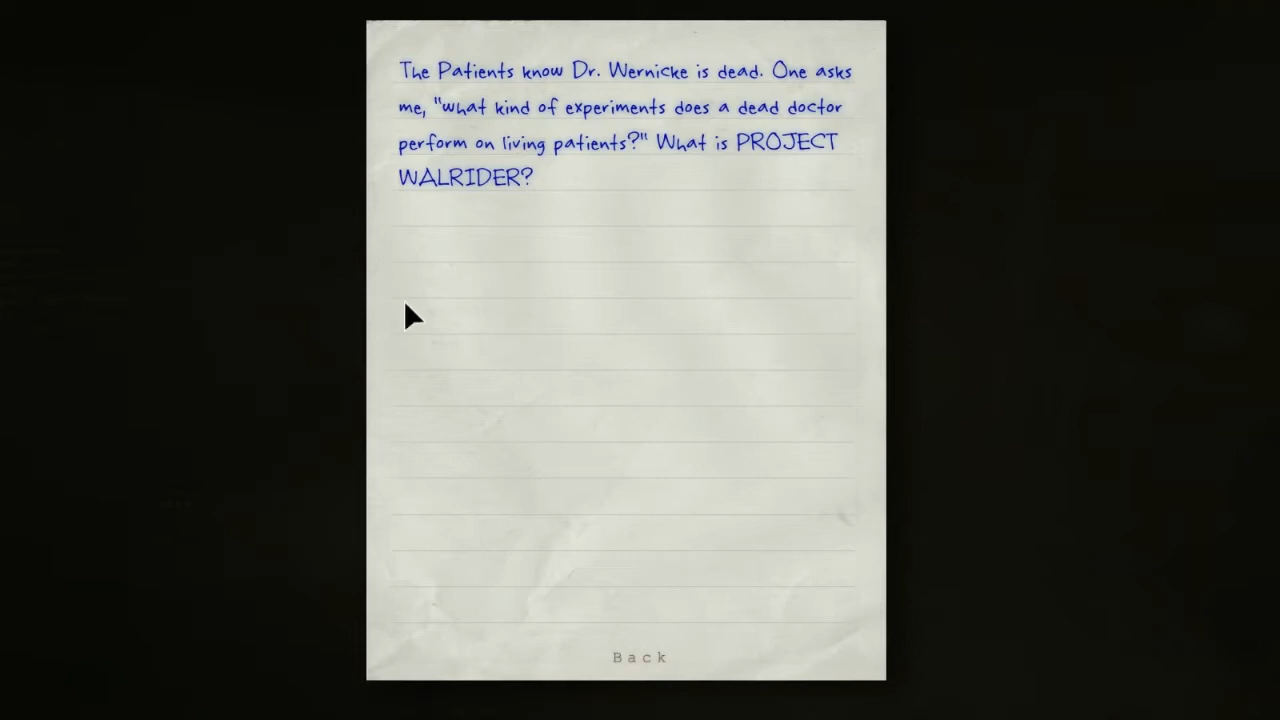 The Patients know Dr. Wernicke is dead. One asks
me, "what kind of experiments does a dead doctor
perform on living patients?" What is PROJECT
WALRIDER?
Back